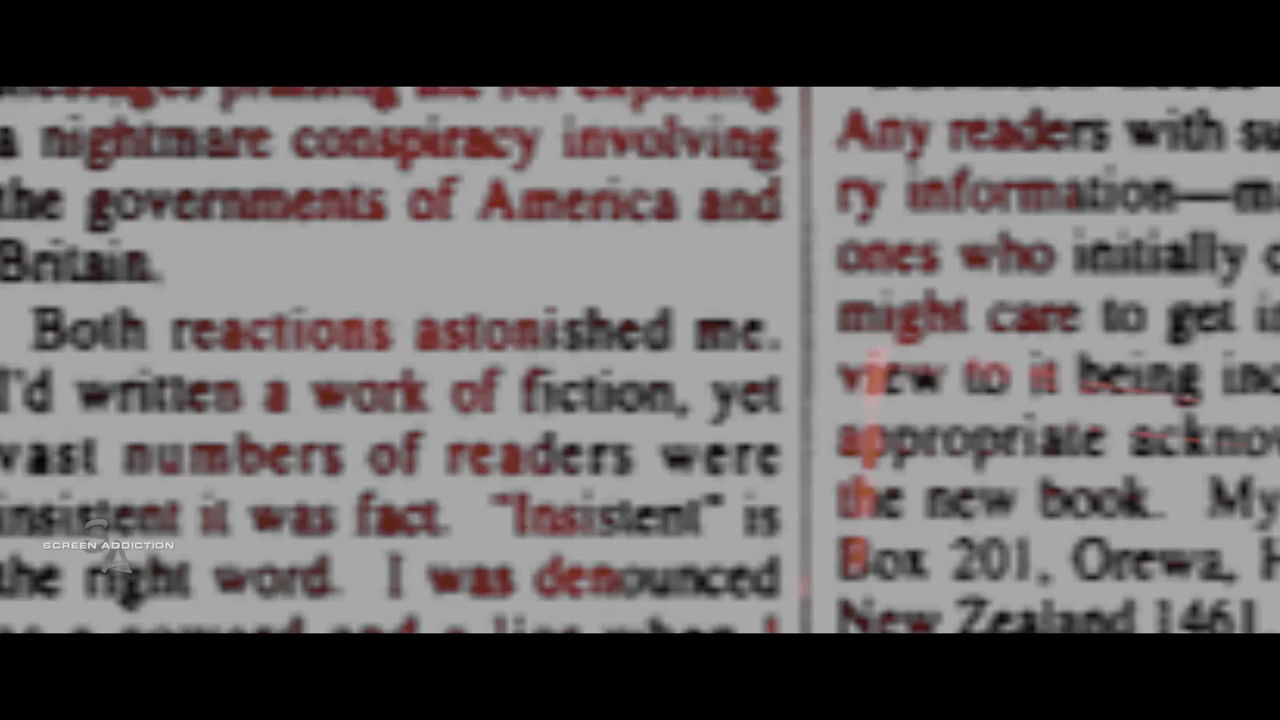 a nightmare conspiracy involving
the governments of America and
Britain.
Both reactions astonished me.
I'd written a work of fiction, yet
vast numbers of readers were
insistent it was fact. "Insistent" is
the right word. I was denounced
Any readers with
ry information—
ones who initially
might care to get
view to it being
appropriate
the new book. My
Box 201, Orewa,
New Zealand 1461.
SCREEN ADDICTION